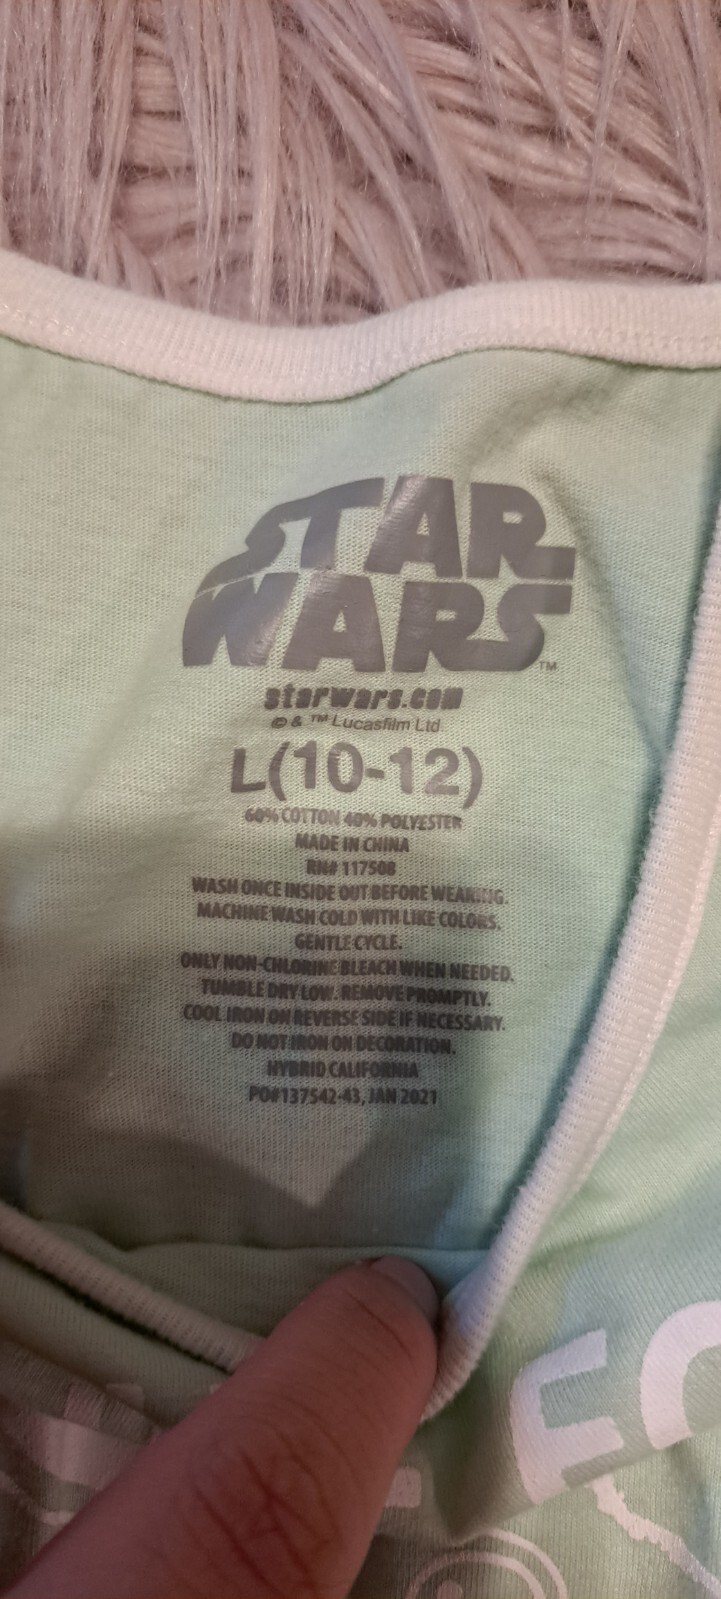 STAR
WARS™
starwars.com
© & ™ Lucasfilm Ltd
L(10-12)
60% COTTON 40% POLYESTER
MADE IN CHINA
RN# 117508
WASH ONCE INSIDE OUT BEFORE WEARING.
MACHINE WASH COLD WITH LIKE COLORS.
GENTLE CYCLE.
ONLY NON-CHLORINE BLEACH WHEN NEEDED.
TUMBLE DRY LOW. REMOVE PROMPTLY.
COOL IRON ON REVERSE SIDE IF NECESSARY.
DO NOT IRON ON DECORATION.
HYBRID CALIFORNIA
PO#137542-43, JAN 2021